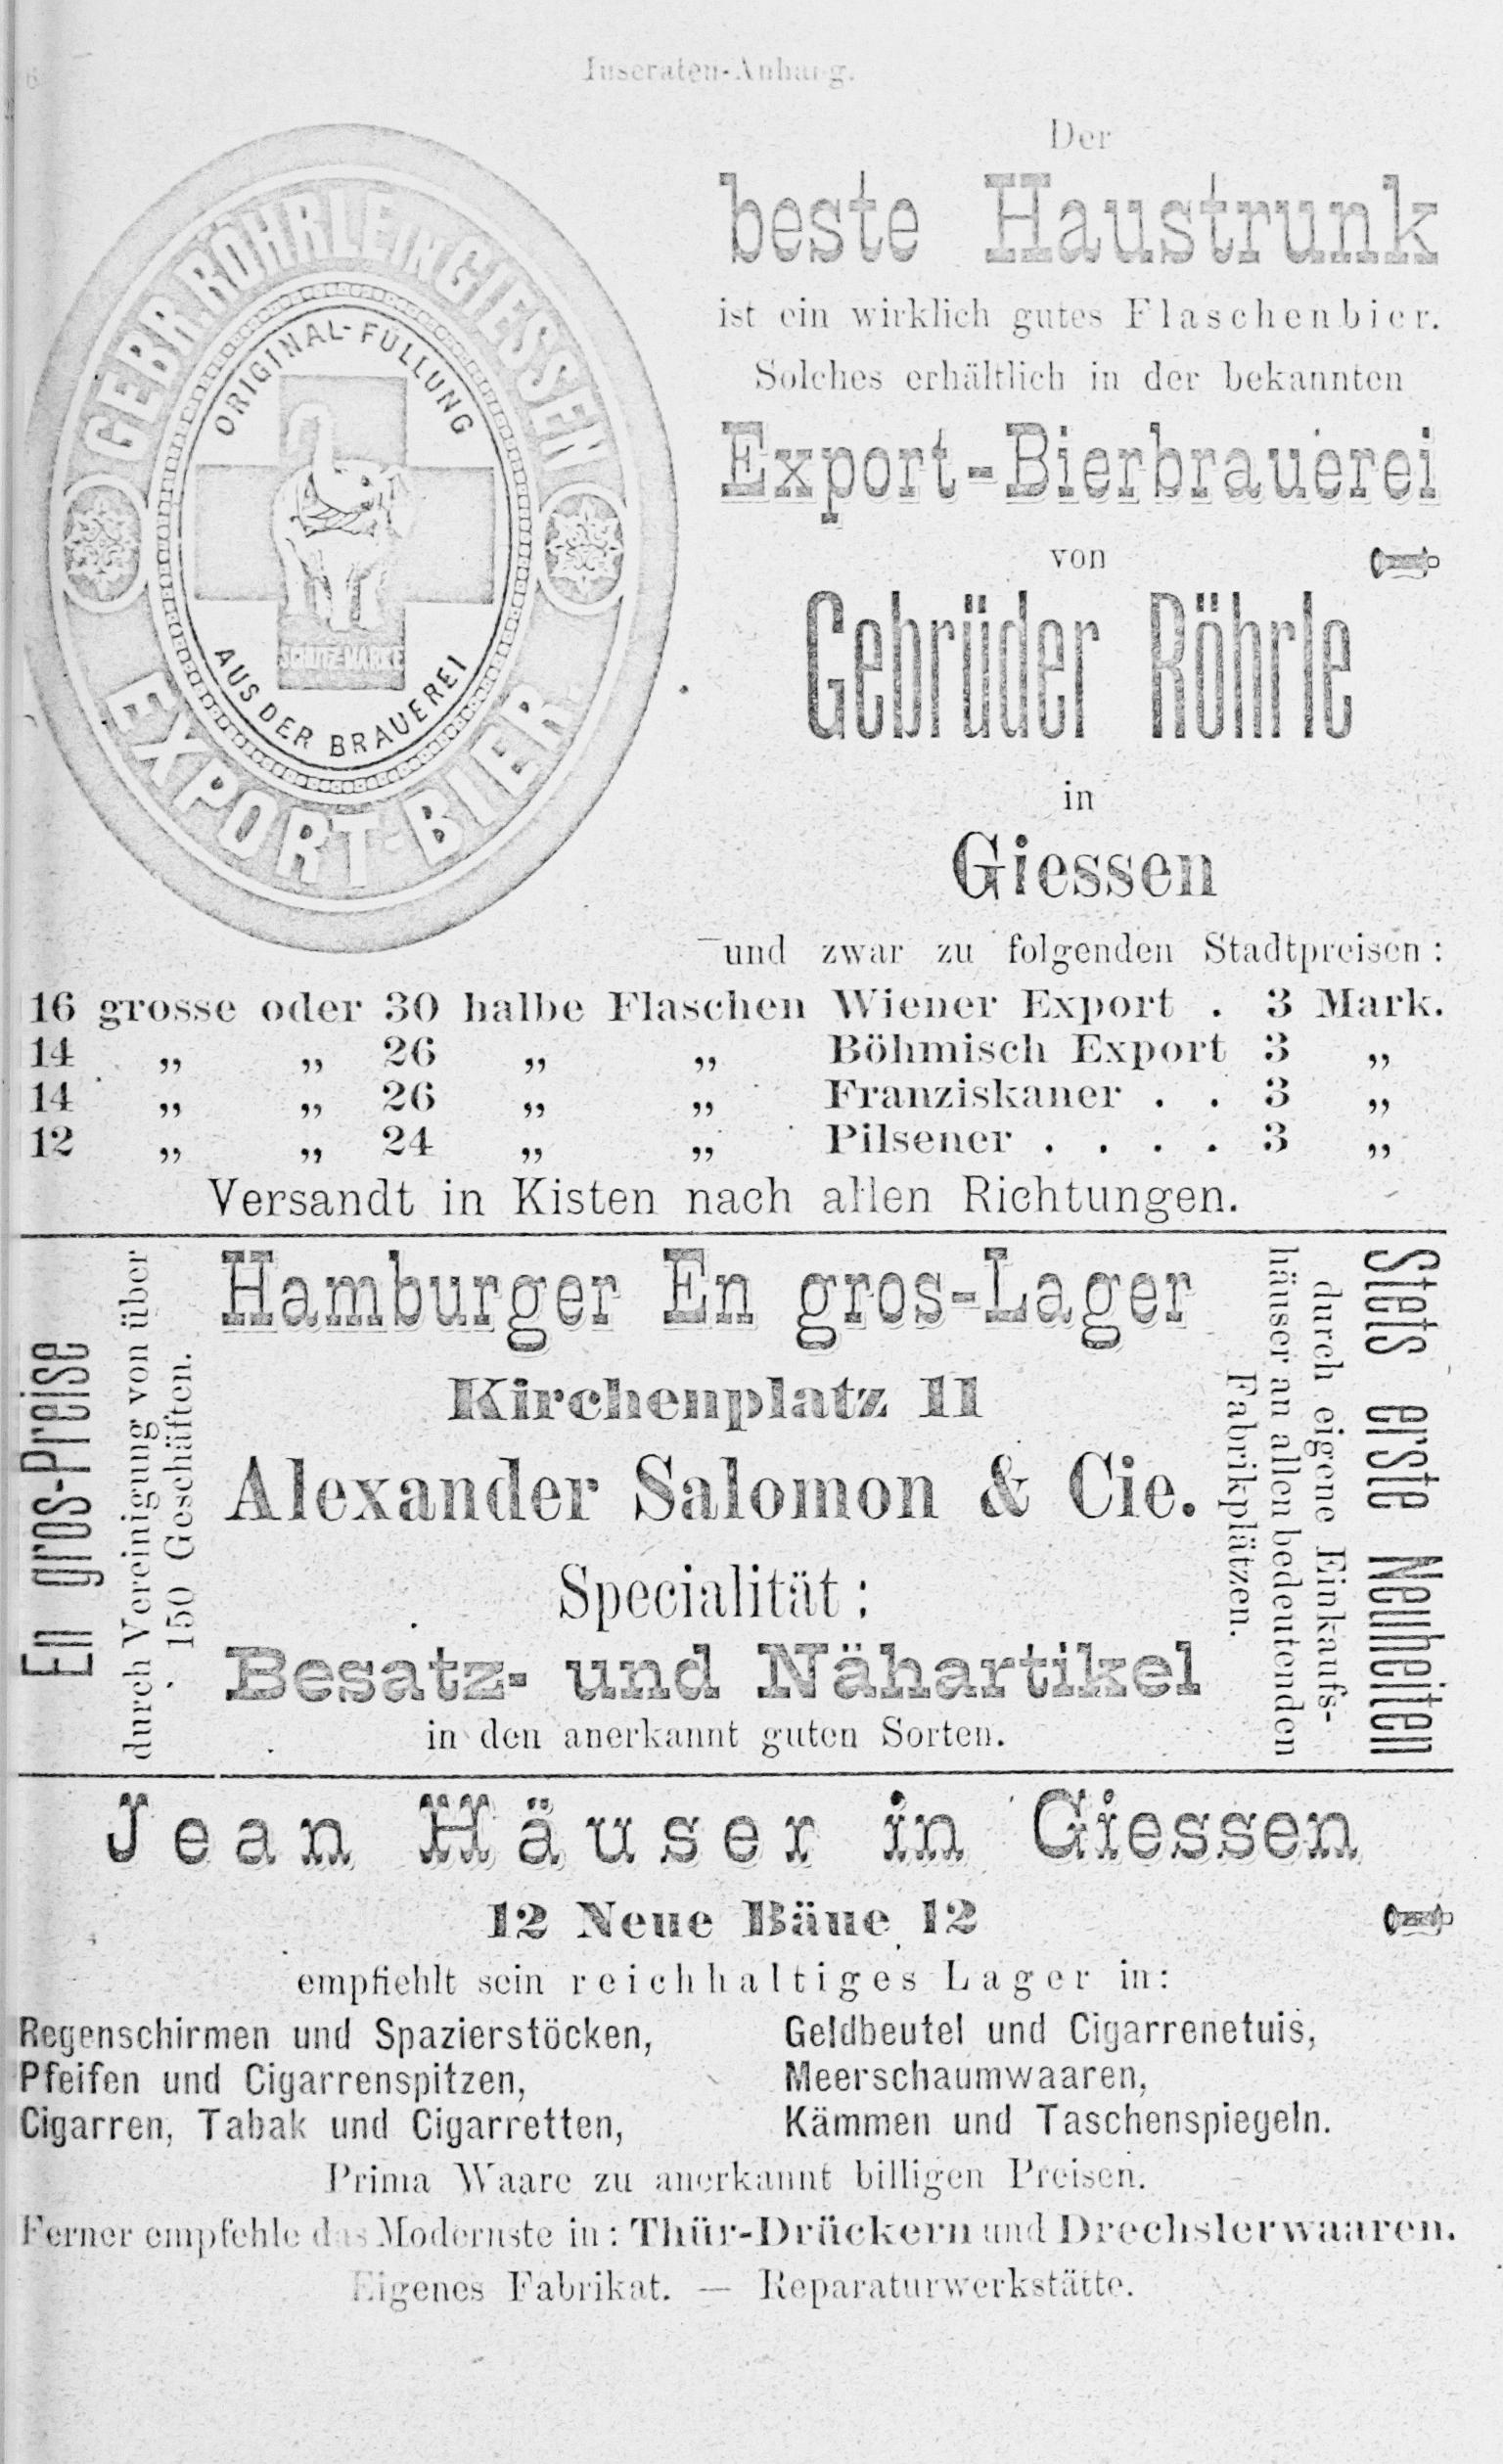 6
Inseraten-Anhang.
GEBR. RÖHRLE IN GIESSEN
ORIGINAL-FÜLLUNG
SCHUTZ-MARKE
AUS DER BRAUEREI
EXPORT-BIER.
Der
beste Haustrunk
ist ein wirklich gutes Flaschenbier.
Solches erhältlich in der bekannten
Export-Bierbrauerei
von
Gebrüder Röhrle
in
Giessen
und zwar zu folgenden Stadtpreisen:
16 grosse oder 30 halbe Flaschen Wiener Export . 3 Mark.
14 „ „ 26 „ „ Böhmisch Export 3 „
14 „ „ 26 „ „ Franziskaner . . 3 „
12 „ „ 24 „ „ Pilsener . . . . 3 „
Versandt in Kisten nach allen Richtungen.
En gros-Preise
durch Vereinigung von über
150 Geschäften.
Hamburger En gros-Lager
Kirchenplatz 11
Alexander Salomon & Cie.
Specialität:
Besatz- und Nähartikel
in den anerkannt guten Sorten.
Stets erste Neuheiten
durch eigene Einkaufs-
häuser an allen bedeutenden
Fabrikplätzen.
Jean Häuser in Giessen
12 Neue Bäue 12
empfiehlt sein reichhaltiges Lager in:
Regenschirmen und Spazierstöcken,
Pfeifen und Cigarrenspitzen,
Cigarren, Tabak und Cigarretten,
Geldbeutel und Cigarrenetuis,
Meerschaumwaaren,
Kämmen und Taschenspiegeln.
Prima Waare zu anerkannt billigen Preisen.
Ferner empfehle das Modernste in: Thür-Drückern und Drechslerwaaren.
Eigenes Fabrikat. — Reparaturwerkstätte.